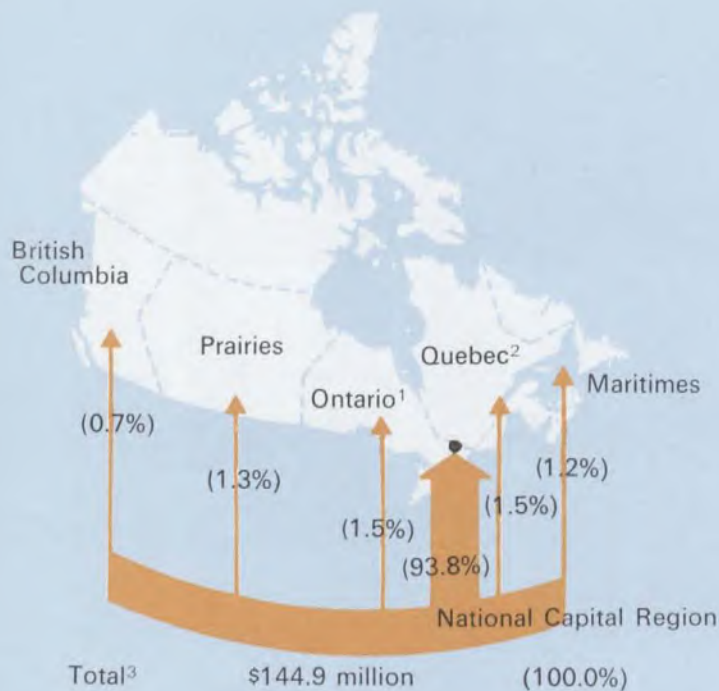 British
Columbia
Prairies
Quebec²
Ontario¹
Maritimes
(0.7%)
(1.3%)
(1.2%)
(1.5%)
(1.5%)
(93.8%)
National Capital Region
Total³ $144.9 million (100.0%)